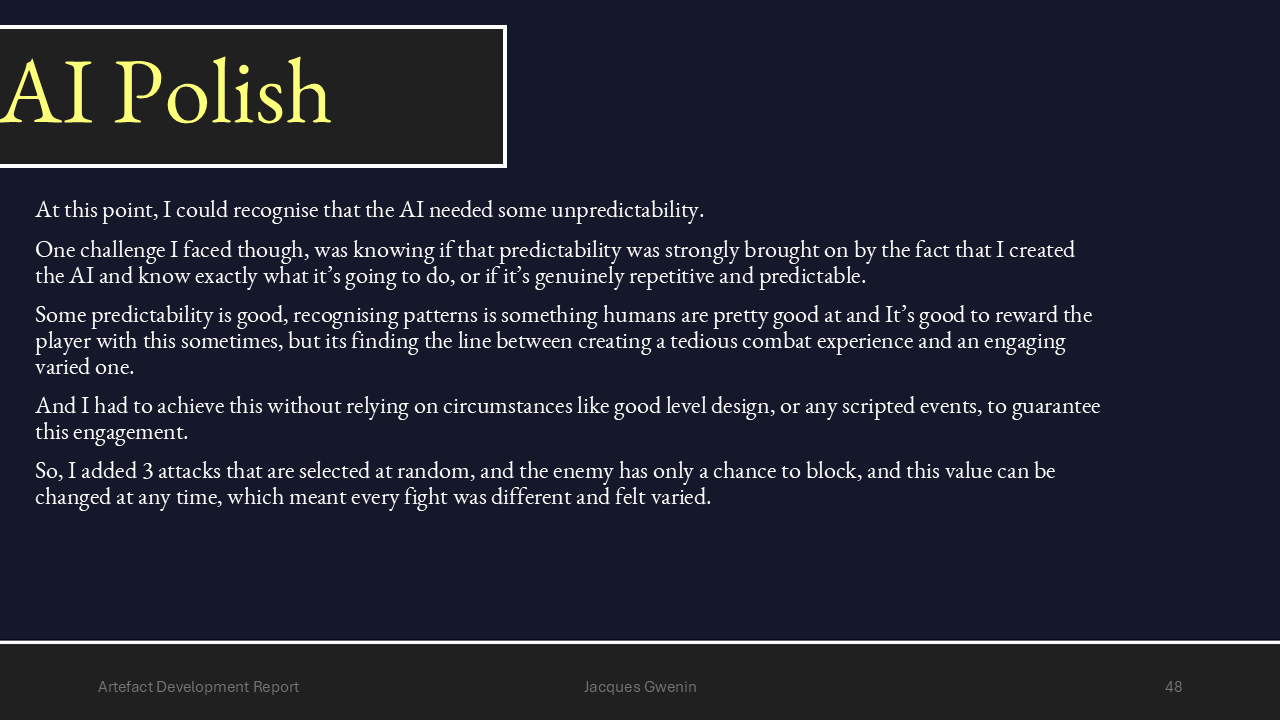 AI Polish
At this point, I could recognise that the AI needed some unpredictability.
One challenge I faced though, was knowing if that predictability was strongly brought on by the fact that I created
the AI and know exactly what it’s going to do, or if it’s genuinely repetitive and predictable.
Some predictability is good, recognising patterns is something humans are pretty good at and It’s good to reward the
player with this sometimes, but its finding the line between creating a tedious combat experience and an engaging
varied one.
And I had to achieve this without relying on circumstances like good level design, or any scripted events, to guarantee
this engagement.
So, I added 3 attacks that are selected at random, and the enemy has only a chance to block, and this value can be
changed at any time, which meant every fight was different and felt varied.
Artefact Development Report
Jacques Gwenin
48